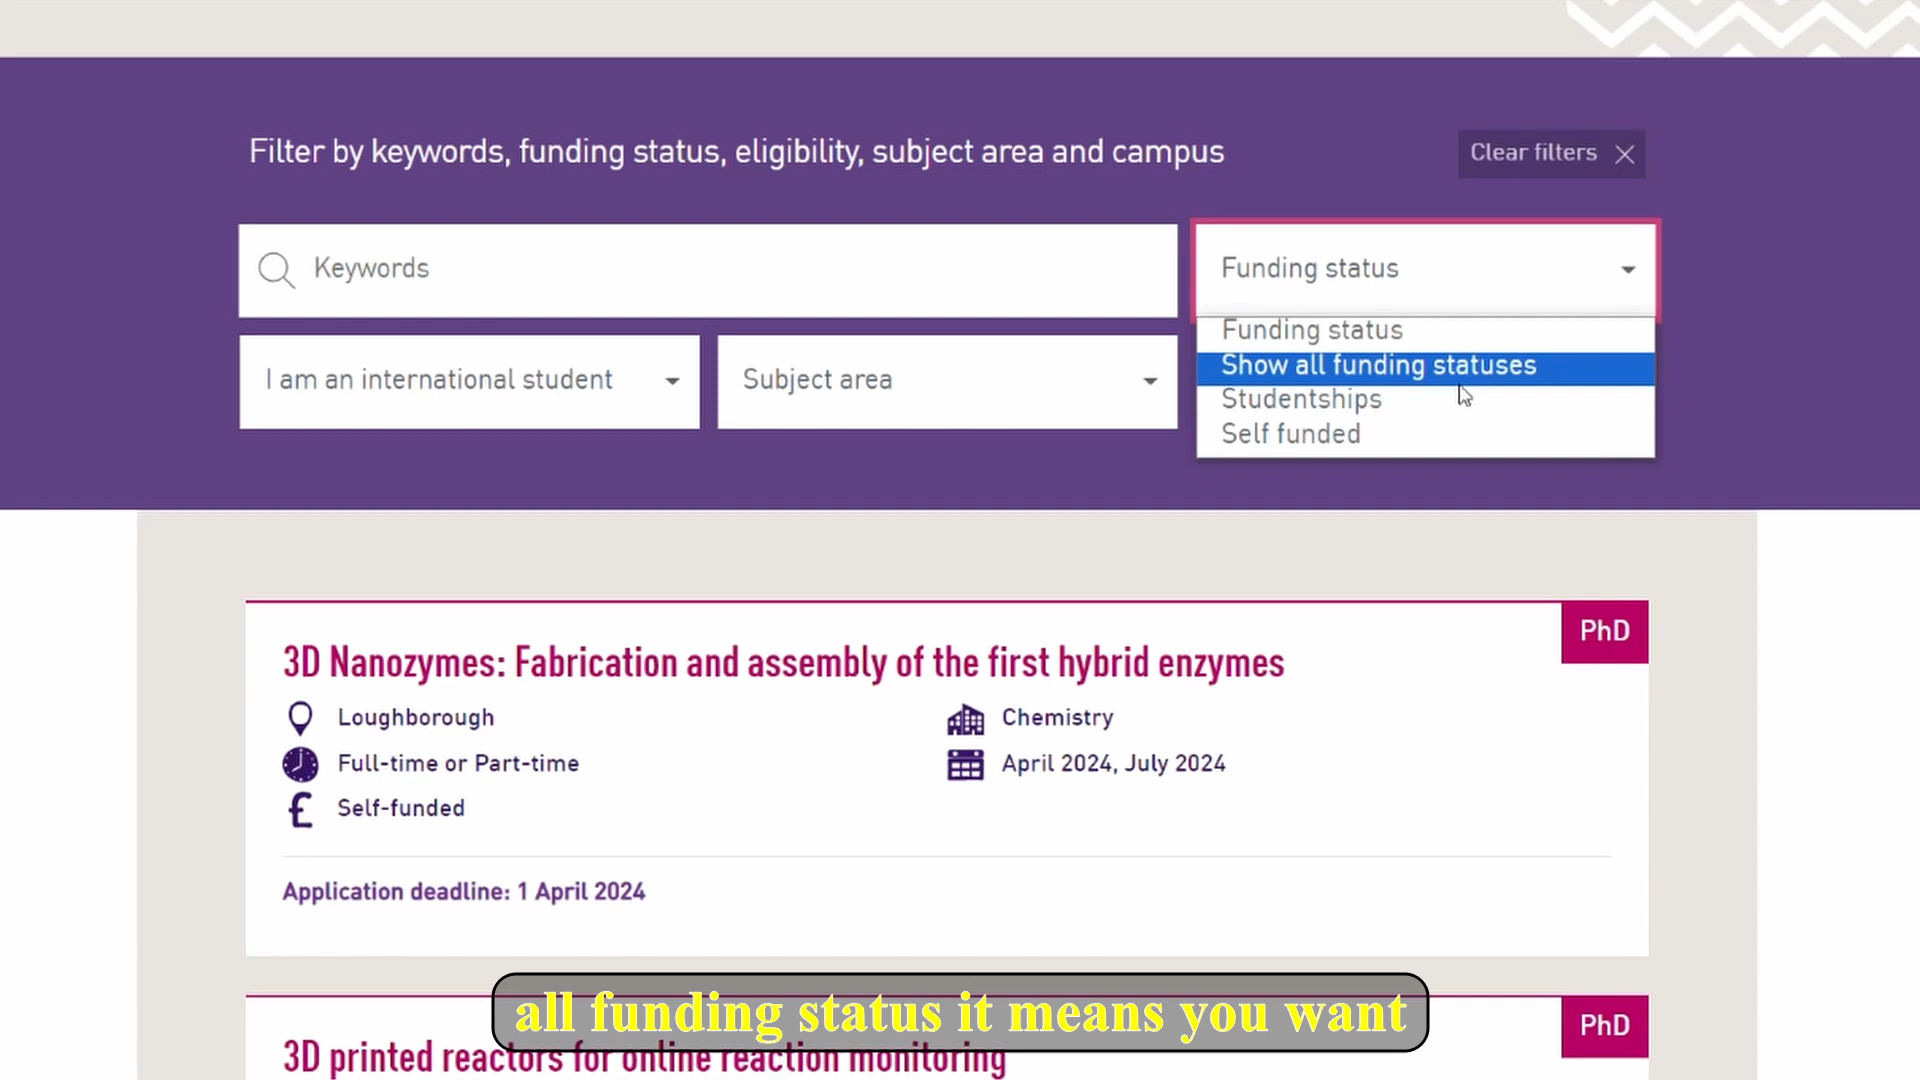 Filter by keywords, funding status, eligibility, subject area and campus
Clear filters
Keywords
Funding status
I am an international student
Subject area
Funding status
Show all funding statuses
Studentships
Self funded
PhD
3D Nanozymes: Fabrication and assembly of the first hybrid enzymes
Loughborough
Chemistry
Full-time or Part-time
April 2024, July 2024
Self-funded
Application deadline: 1 April 2024
all funding status it means you want
PhD
3D printed reactors for online reaction monitoring